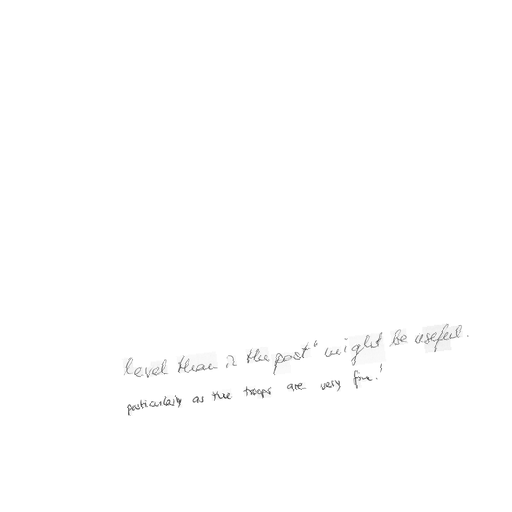 level than in the past" might be useful.
particularly as the troops are very fine.'